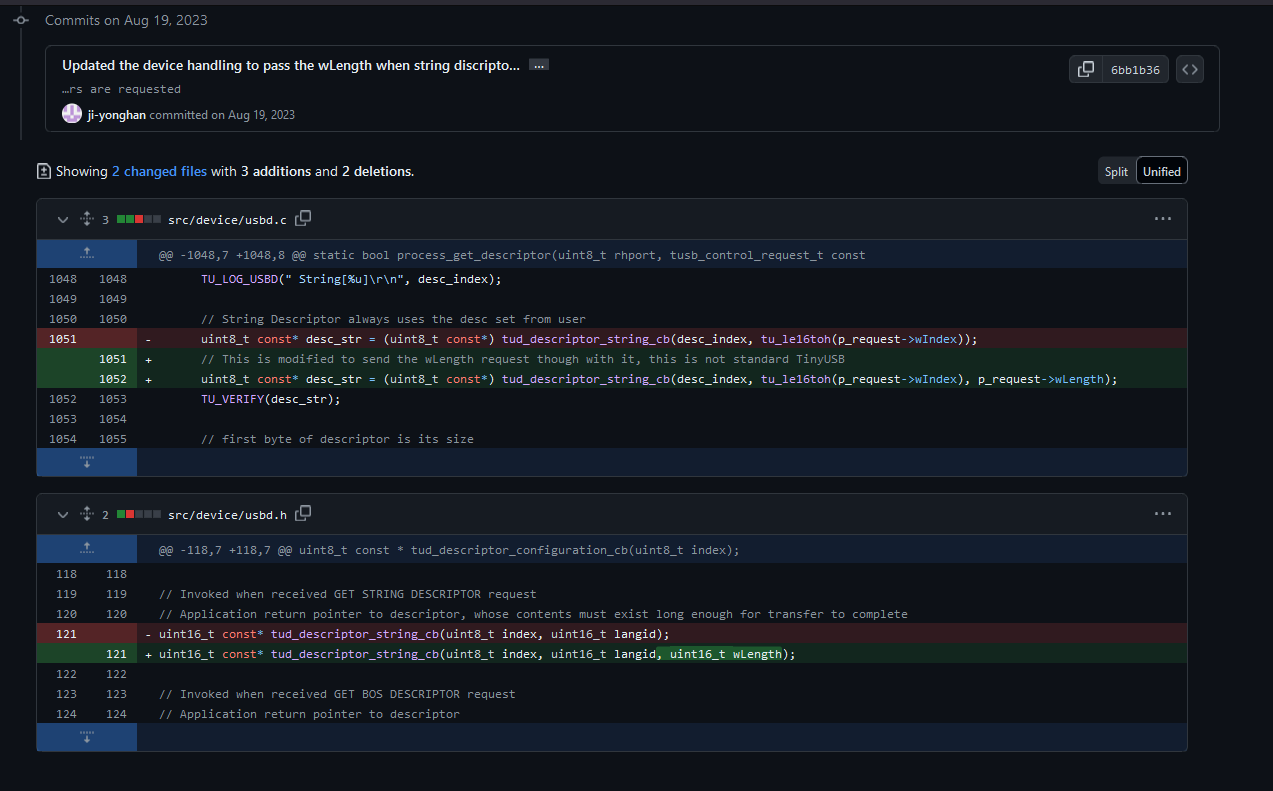 Commits on Aug 19, 2023
Updated the device handling to pass the wLength when string discripto... …
…rs are requested
6bb1b36
ji-yonghan committed on Aug 19, 2023
Showing 2 changed files with 3 additions and 2 deletions.
Split Unified
3 src/device/usbd.c
@@ -1048,7 +1048,8 @@ static bool process_get_descriptor(uint8_t rhport, tusb_control_request_t const
1048 1048 TU_LOG_USBD(" String[%u]\r\n", desc_index);
1049 1049
1050 1050 // String Descriptor always uses the desc set from user
1051 - uint8_t const* desc_str = (uint8_t const*) tud_descriptor_string_cb(desc_index, tu_le16toh(p_request->wIndex));
1051 + // This is modified to send the wLength request though with it, this is not standard TinyUSB
1052 + uint8_t const* desc_str = (uint8_t const*) tud_descriptor_string_cb(desc_index, tu_le16toh(p_request->wIndex), p_request->wLength);
1052 1053 TU_VERIFY(desc_str);
1053 1054
1054 1055 // first byte of descriptor is its size
2 src/device/usbd.h
@@ -118,7 +118,7 @@ uint8_t const * tud_descriptor_configuration_cb(uint8_t index);
118 118
119 119 // Invoked when received GET STRING DESCRIPTOR request
120 120 // Application return pointer to descriptor, whose contents must exist long enough for transfer to complete
121 - uint16_t const* tud_descriptor_string_cb(uint8_t index, uint16_t langid);
121 + uint16_t const* tud_descriptor_string_cb(uint8_t index, uint16_t langid, uint16_t wLength);
122 122
123 123 // Invoked when received GET BOS DESCRIPTOR request
124 124 // Application return pointer to descriptor